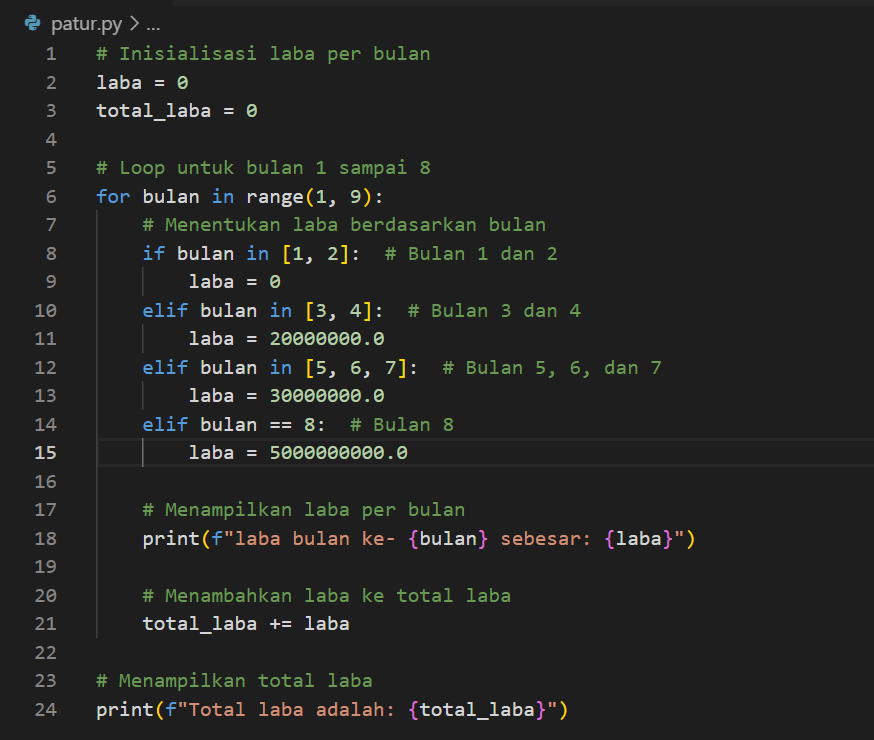 patur.py > ...
1 # Inisialisasi laba per bulan
2 laba = 0
3 total_laba = 0
4
5 # Loop untuk bulan 1 sampai 8
6 for bulan in range(1, 9):
7     # Menentukan laba berdasarkan bulan
8     if bulan in [1, 2]:  # Bulan 1 dan 2
9         laba = 0
10     elif bulan in [3, 4]:  # Bulan 3 dan 4
11         laba = 20000000.0
12     elif bulan in [5, 6, 7]:  # Bulan 5, 6, dan 7
13         laba = 30000000.0
14     elif bulan == 8:  # Bulan 8
15         laba = 5000000000.0
16
17     # Menampilkan laba per bulan
18     print(f"laba bulan ke- {bulan} sebesar: {laba}")
19
20     # Menambahkan laba ke total laba
21     total_laba += laba
22
23 # Menampilkan total laba
24 print(f"Total laba adalah: {total_laba}")